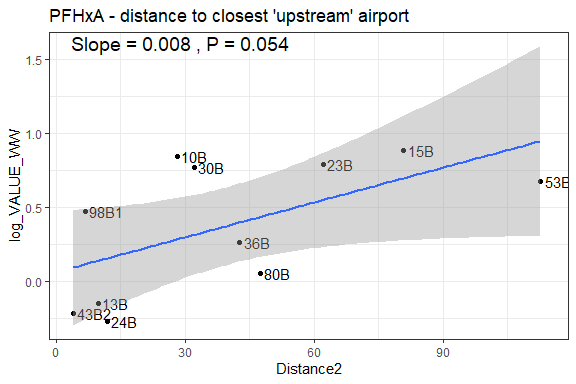 PFHxA - distance to closest 'upstream' airport
Slope = 0.008 , P = 0.054
1.5
1.0
0.5
0.0
log_VALUE_WW
10B
30B
23B
15B
53B
98B1
36B
80B
13B
43B2
24B
0
30
60
90
Distance2